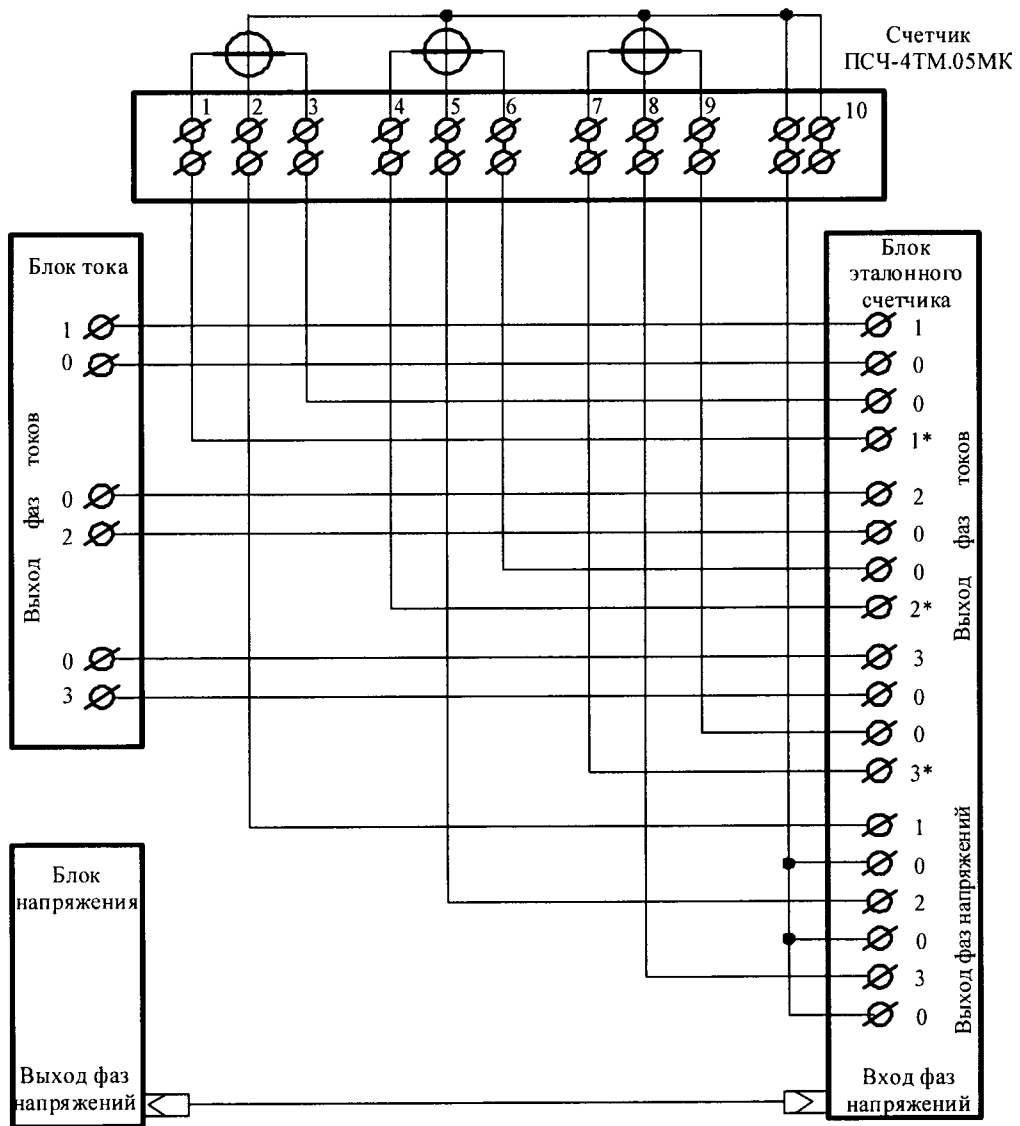 Счетчик
ПСЧ-4ТМ.05МК
1 2 3 4 5 6 7 8 9 10
Блок тока
1
0
0
2
0
3
Выход фаз токов
Блок
эталонного
счетчика
1
0
0
1*
2
0
0
2*
3
0
0
3*
Выход фаз токов
1
0
2
0
3
0
Выход фаз напряжений
Блок
напряжения
Выход фаз
напряжений
Вход фаз
напряжений